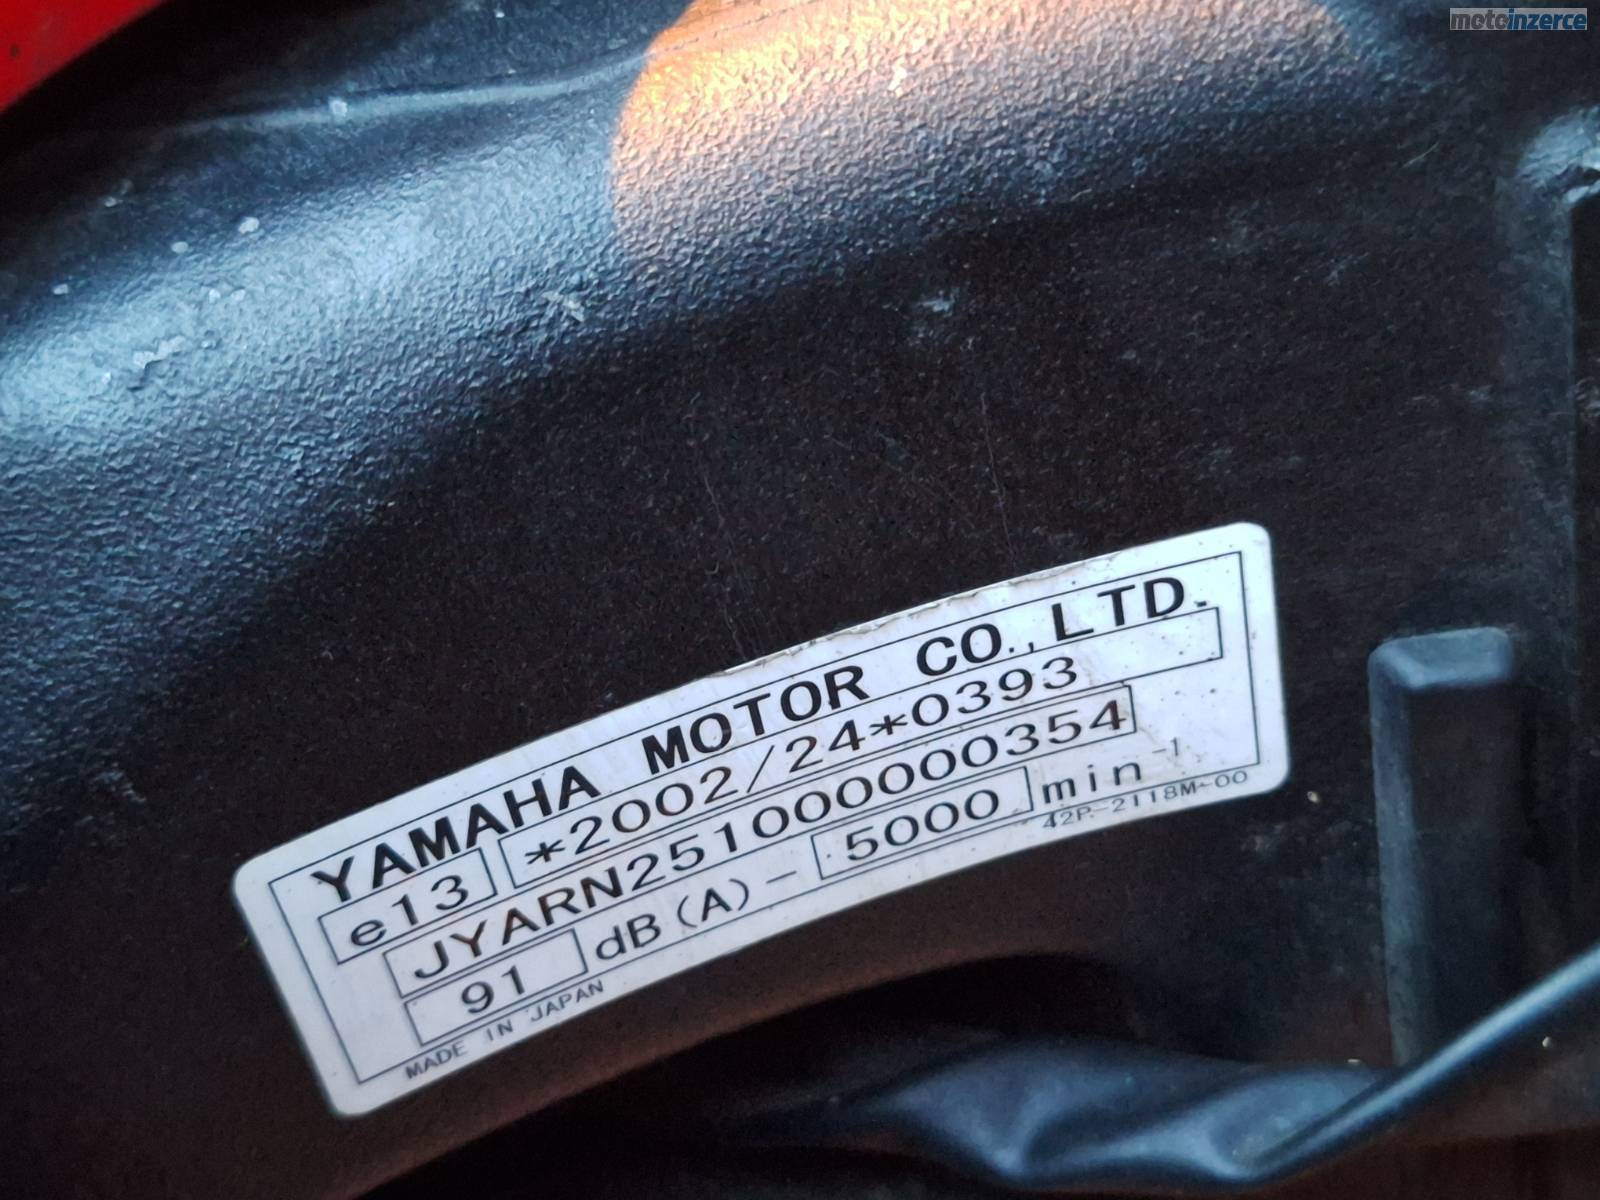 motoinzerce
YAMAHA MOTOR CO., LTD.
e13 *2002/24*0393
JYARN251000000354
91 dB(A) - 5000 min⁻¹
MADE IN JAPAN 42P-2118M-00